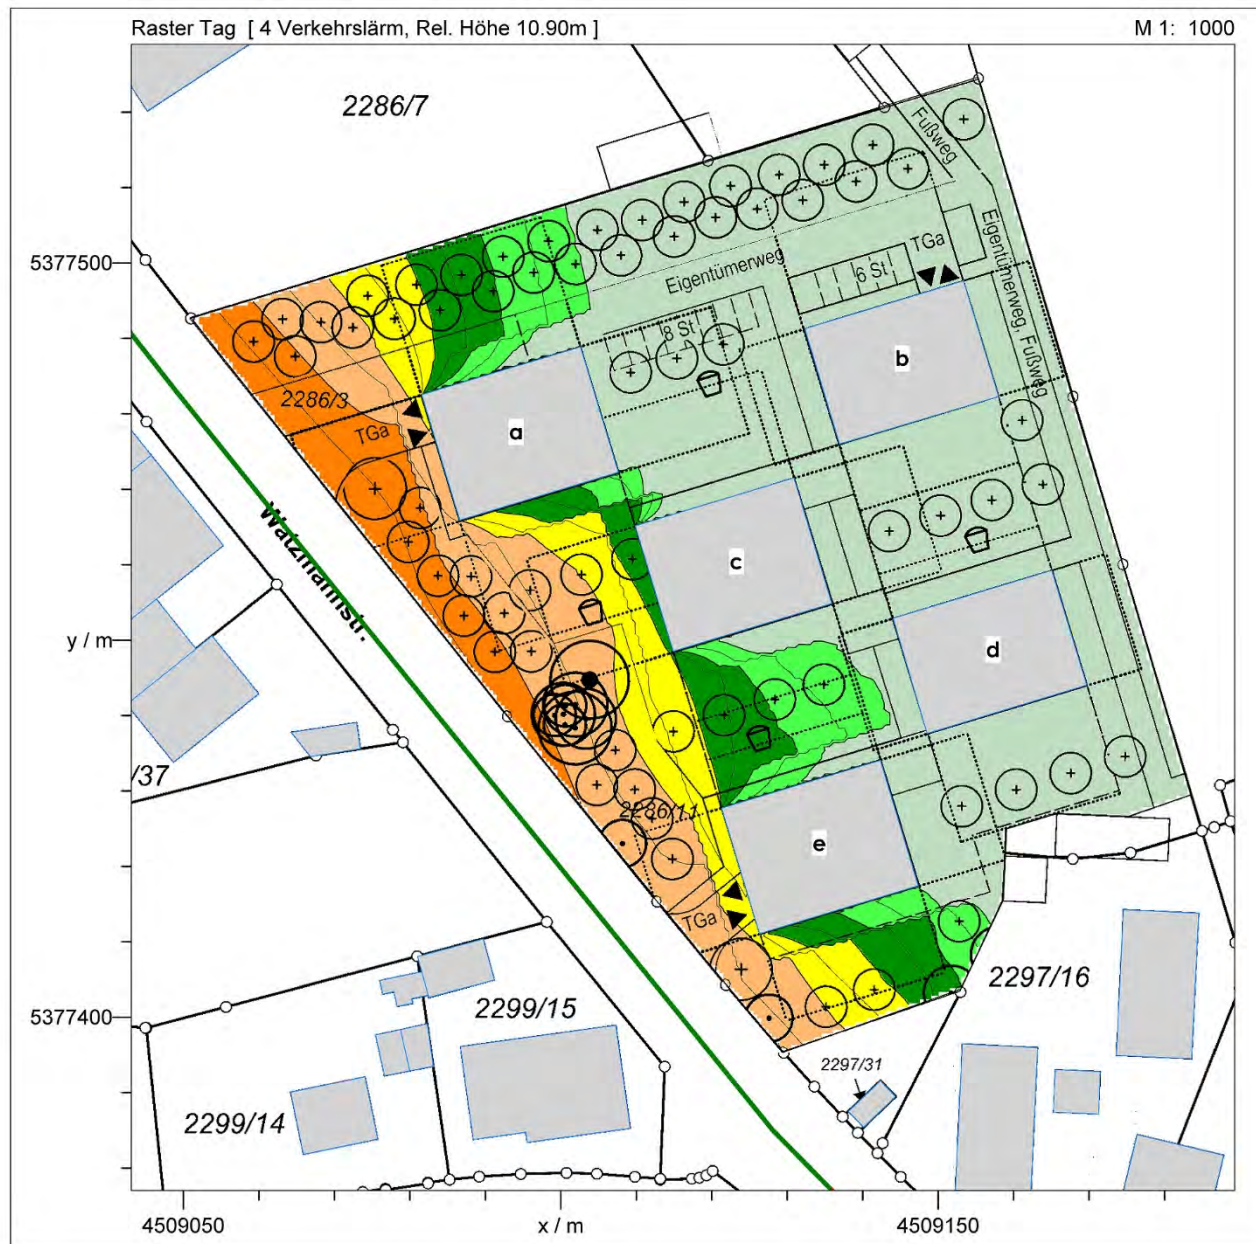 Raster Tag [ 4 Verkehrslärm, Rel. Höhe 10.90m ]
M 1: 1000
2286/7
Fußweg
5377500
Eigentümerweg
TGa
6 St
Eigentümerweg, Fußweg
8 St
b
2286/3
TGa
a
Watzmannstr.
c
y / m
d
/37
2286/11
e
TGa
2297/16
2299/15
5377400
2297/31
2299/14
4509050
x / m
4509150